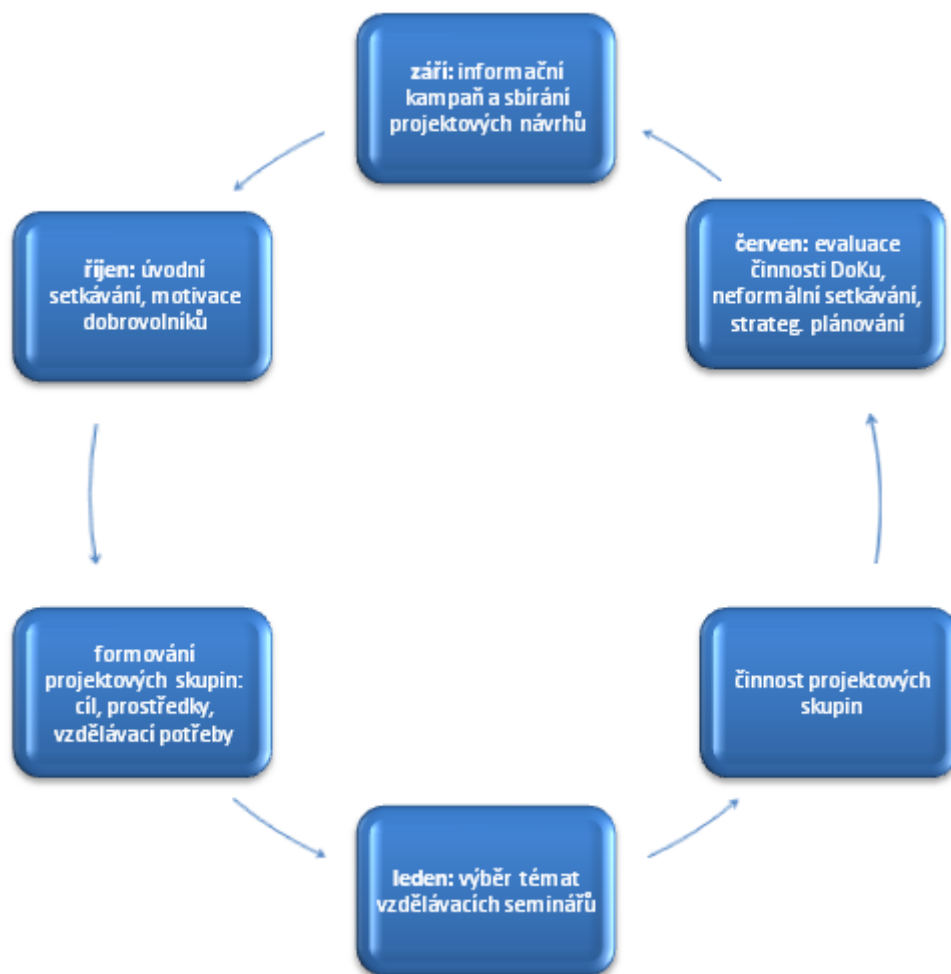 září: informační
kampaň a sbírání
projektových návrhů
říjen: úvodní
setkávání, motivace
dobrovolníků
formování
projektových skupin:
cíl, prostředky,
vzdělávací potřeby
leden: výběr témat
vzdělávacích seminářů
činnost projektových
skupin
červen: evaluace
činnosti DoKu,
neformální setkávání,
strateg. plánování